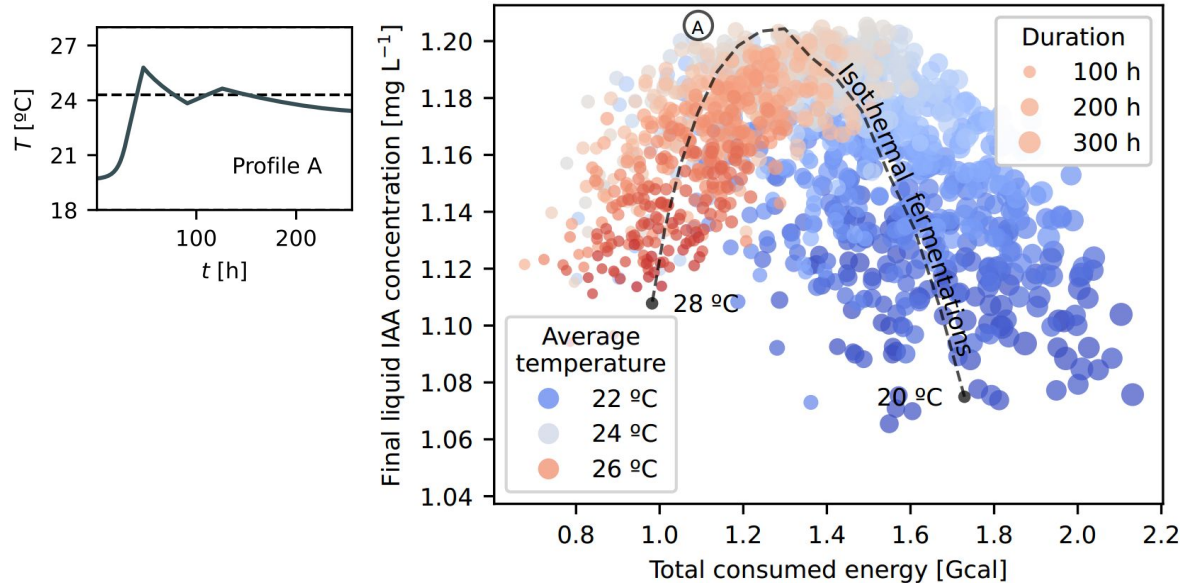 27
24
21
18
T [ºC]
Profile A
100
200
t [h]
Final liquid IAA concentration [mg L⁻¹]
1.20
1.18
1.16
1.14
1.12
1.10
1.08
1.06
1.04
A
Isothermal fermentations
28 ºC
20 ºC
Duration
100 h
200 h
300 h
Average
temperature
22 ºC
24 ºC
26 ºC
0.8
1.0
1.2
1.4
1.6
1.8
2.0
2.2
Total consumed energy [Gcal]